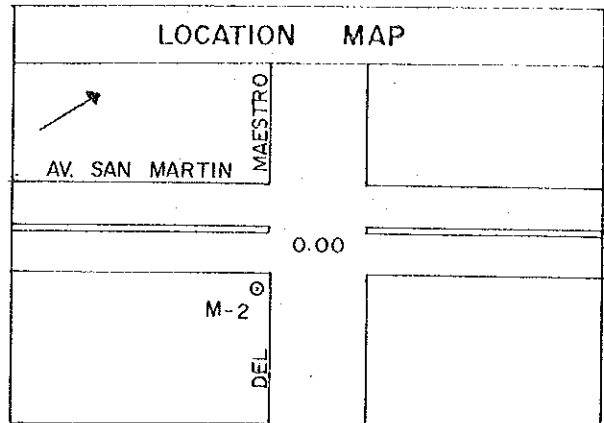 LOCATION MAP
MAESTRO
AV. SAN MARTIN
0.00
M-2
DEL